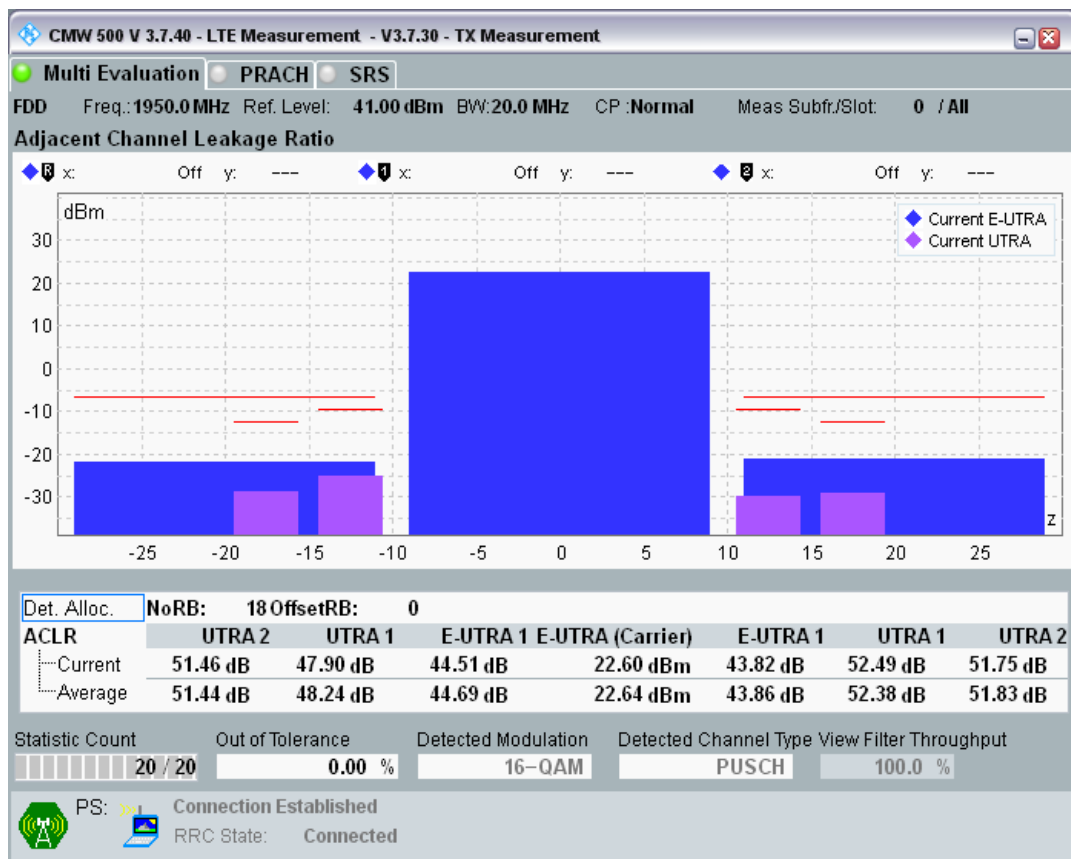 CMW 500 V 3.7.40 - LTE Measurement - V3.7.30 - TX Measurement
Multi Evaluation PRACH SRS
FDD Freq.:1950.0 MHz Ref. Level: 41.00 dBm BW:20.0 MHz CP :Normal Meas Subfr./Slot: 0 / All
Adjacent Channel Leakage Ratio
R x: Off y: --- 1 x: Off y: --- 2 x: Off y: ---
dBm
Current E-UTRA
Current UTRA
30
20
10
0
-10
-20
-30
z
-25 -20 -15 -10 -5 0 5 10 15 20 25
Det. Alloc. NoRB: 18 OffsetRB: 0
ACLR UTRA 2 UTRA 1 E-UTRA 1 E-UTRA (Carrier) E-UTRA 1 UTRA 1 UTRA 2
Current 51.46 dB 47.90 dB 44.51 dB 22.60 dBm 43.82 dB 52.49 dB 51.75 dB
Average 51.44 dB 48.24 dB 44.69 dB 22.64 dBm 43.86 dB 52.38 dB 51.83 dB
Statistic Count Out of Tolerance Detected Modulation Detected Channel Type View Filter Throughput
20 / 20 0.00 % 16-QAM PUSCH 100.0 %
PS: Connection Established
RRC State: Connected